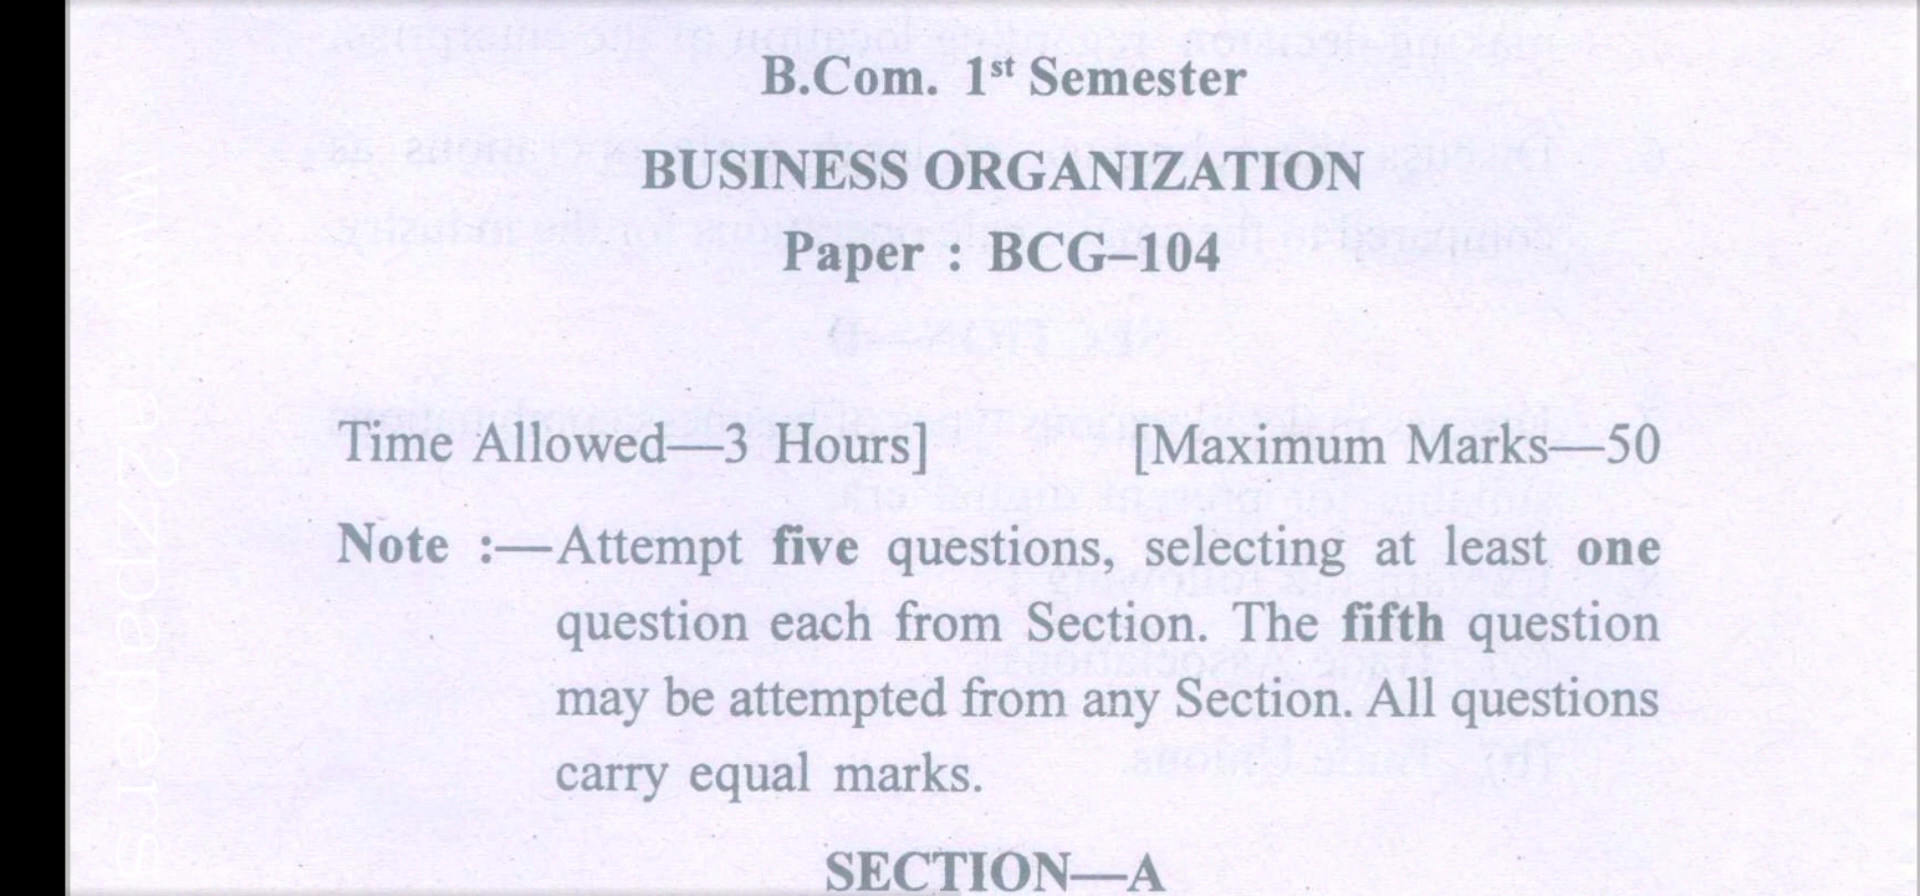 B.Com. 1st Semester
BUSINESS ORGANIZATION
Paper : BCG–104
Time Allowed—3 Hours] [Maximum Marks—50
Note :—Attempt five questions, selecting at least one
question each from Section. The fifth question
may be attempted from any Section. All questions
carry equal marks.
SECTION—A
a2zpapers